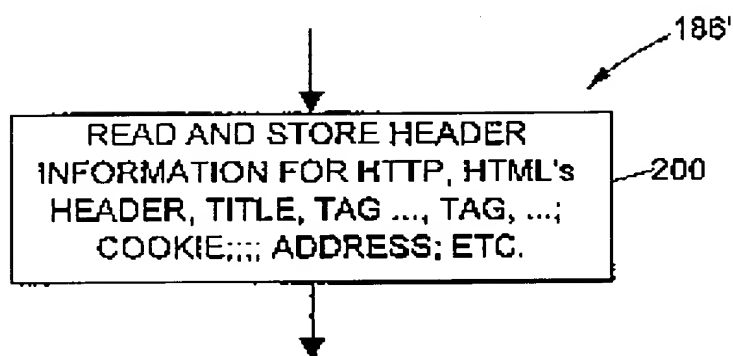 186'
READ AND STORE HEADER
INFORMATION FOR HTTP, HTML's
HEADER, TITLE, TAG ..., TAG, ...;
COOKIE;;;; ADDRESS; ETC.
200